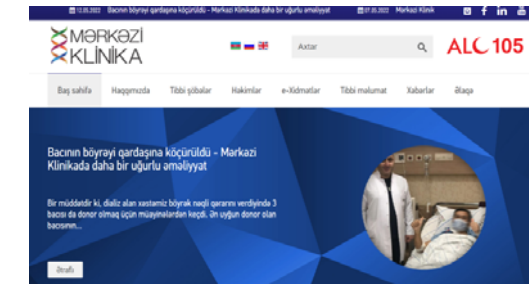 12.05.2022 Bacının böyrəyi qardaşına köçürüldü – Mərkəzi Klinikada daha bir uğurlu əməliyyat 07.05.2022 Mərkəzi Klinik
MƏRKƏZİ
KLİNİKA
Axtar
ALO 105
Baş səhifə Haqqımızda Tibbi şöbələr Həkimlər e-Xidmətlər Tibbi məlumat Xəbərlər Əlaqə
Bacının böyrəyi qardaşına köçürüldü – Mərkəzi
Klinikada daha bir uğurlu əməliyyat
Bir müddətdir ki, dializ alan xəstəmiz böyrək nəqli qərarını verdiyində 3
bacısı da donor olmaq üçün müayinələrdən keçdi. Ən uyğun donor olan
bacısının...
Ətraflı